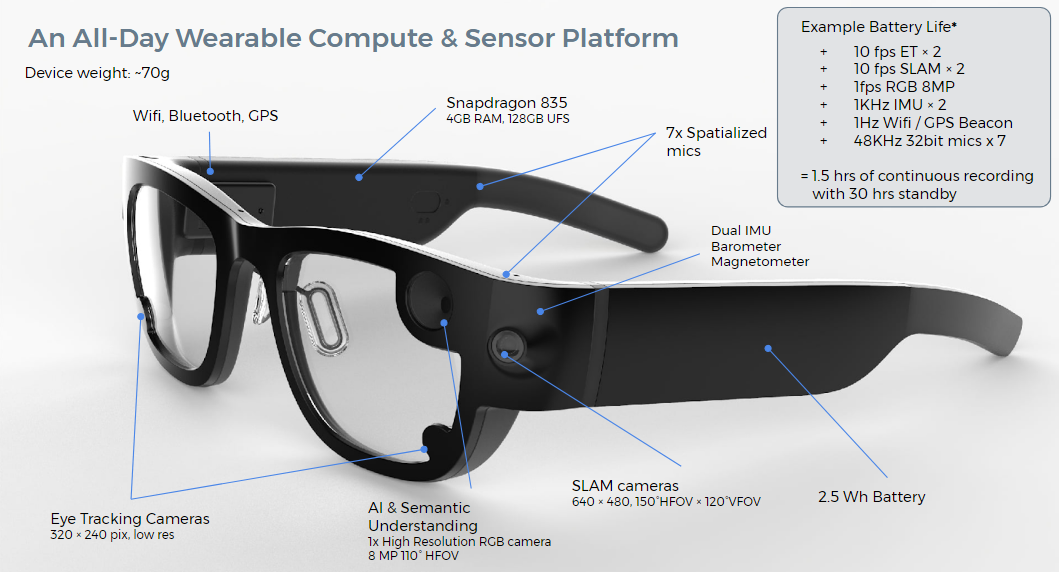 An All-Day Wearable Compute & Sensor Platform
Device weight: ~70g
Example Battery Life*
+ 10 fps ET × 2
+ 10 fps SLAM × 2
+ 1fps RGB 8MP
+ 1KHz IMU × 2
+ 1Hz Wifi / GPS Beacon
+ 48KHz 32bit mics x 7
= 1.5 hrs of continuous recording
with 30 hrs standby
Wifi, Bluetooth, GPS
Snapdragon 835
4GB RAM, 128GB UFS
7x Spatialized
mics
Dual IMU
Barometer
Magnetometer
Eye Tracking Cameras
320 × 240 pix, low res
AI & Semantic
Understanding
1x High Resolution RGB camera
8 MP 110° HFOV
SLAM cameras
640 × 480, 150°HFOV × 120°VFOV
2.5 Wh Battery